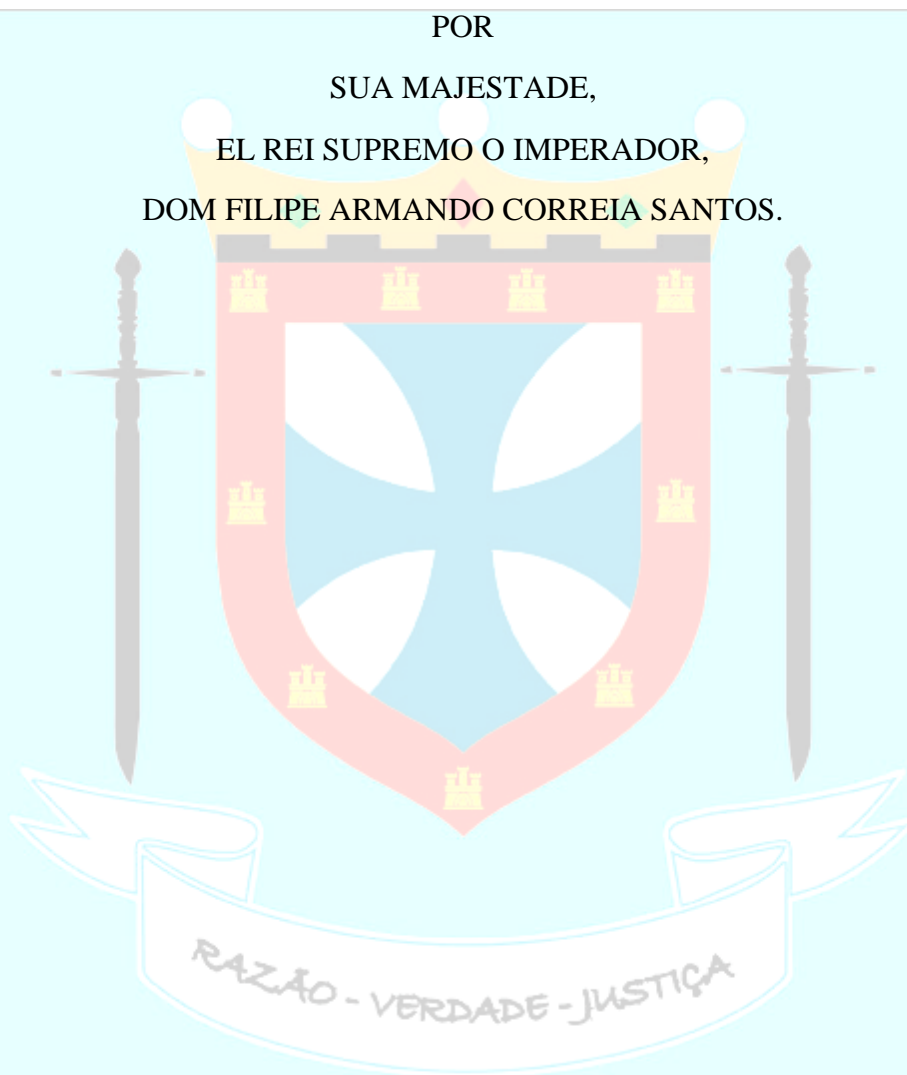 POR
SUA MAJESTADE,
EL REI SUPREMO O IMPERADOR,
DOM FILIPE ARMANDO CORREIA SANTOS.
RAZÃO - VERDADE - JUSTIÇA